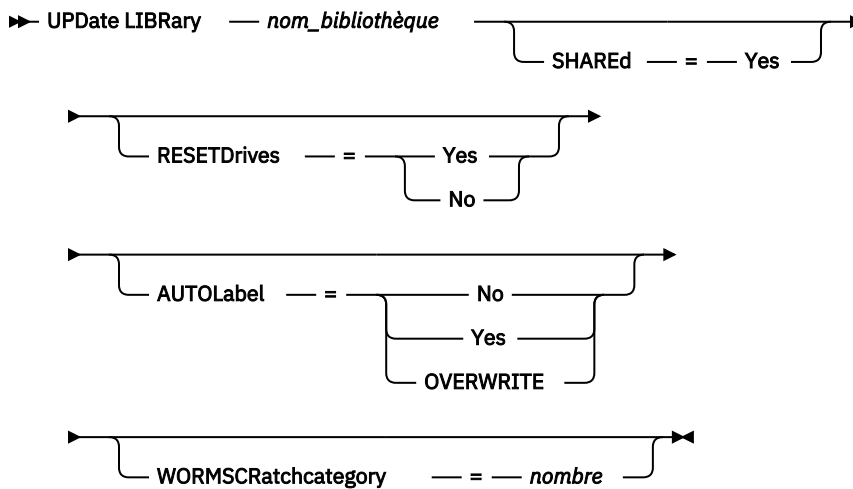 UPDate LIBRary nom_bibliothèque
SHAREd = Yes
RESETDrives = Yes
No
AUTOLabel = No
Yes
OVERWRITE
WORMSCRatchcategory = nombre